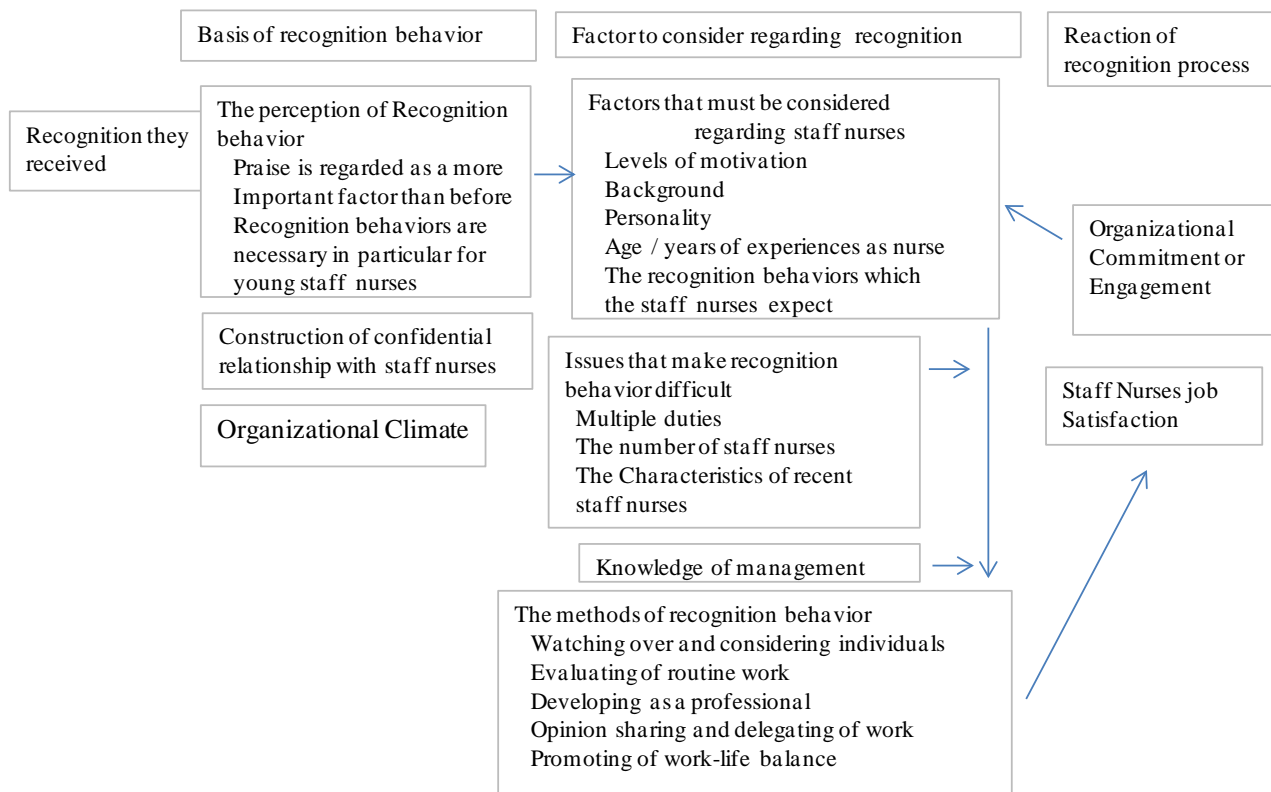 Basis of recognition behavior
Factor to consider regarding recognition
Reaction of
recognition process
Recognition they
received
The perception of Recognition
behavior
Praise is regarded as a more
Important factor than before
Recognition behaviors are
necessary in particular for
young staff nurses
Construction of confidential
relationship with staff nurses
Organizational Climate
Factors that must be considered
regarding staff nurses
Levels of motivation
Background
Personality
Age / years of experiences as nurse
The recognition behaviors which
the staff nurses expect
Issues that make recognition
behavior difficult
Multiple duties
The number of staff nurses
The Characteristics of recent
staff nurses
Knowledge of management
The methods of recognition behavior
Watching over and considering individuals
Evaluating of routine work
Developing as a professional
Opinion sharing and delegating of work
Promoting of work-life balance
Organizational
Commitment or
Engagement
Staff Nurses job
Satisfaction